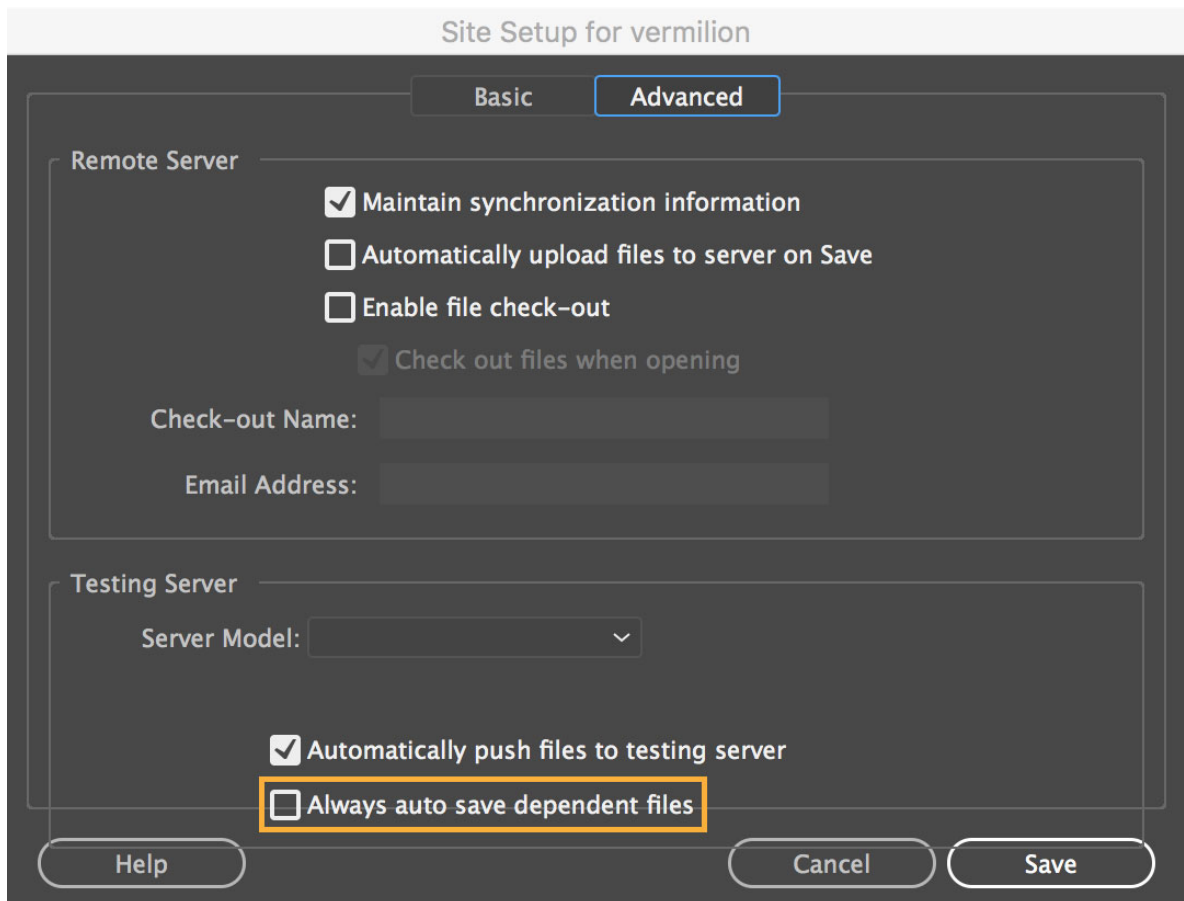 Site Setup for vermilion
Basic
Advanced
Remote Server
Maintain synchronization information
Automatically upload files to server on Save
Enable file check-out
Check out files when opening
Check-out Name:
Email Address:
Testing Server
Server Model:
Automatically push files to testing server
Always auto save dependent files
Help
Cancel
Save